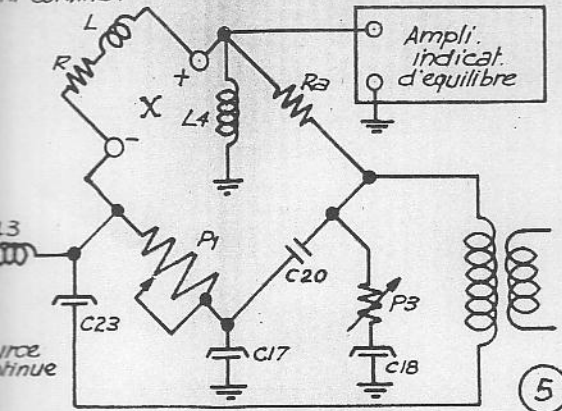 L
R
X
+
-
L4
Ra
Ampli.
indicat.
d'equilibre
P1
C20
P3
C23
C17
C18
5